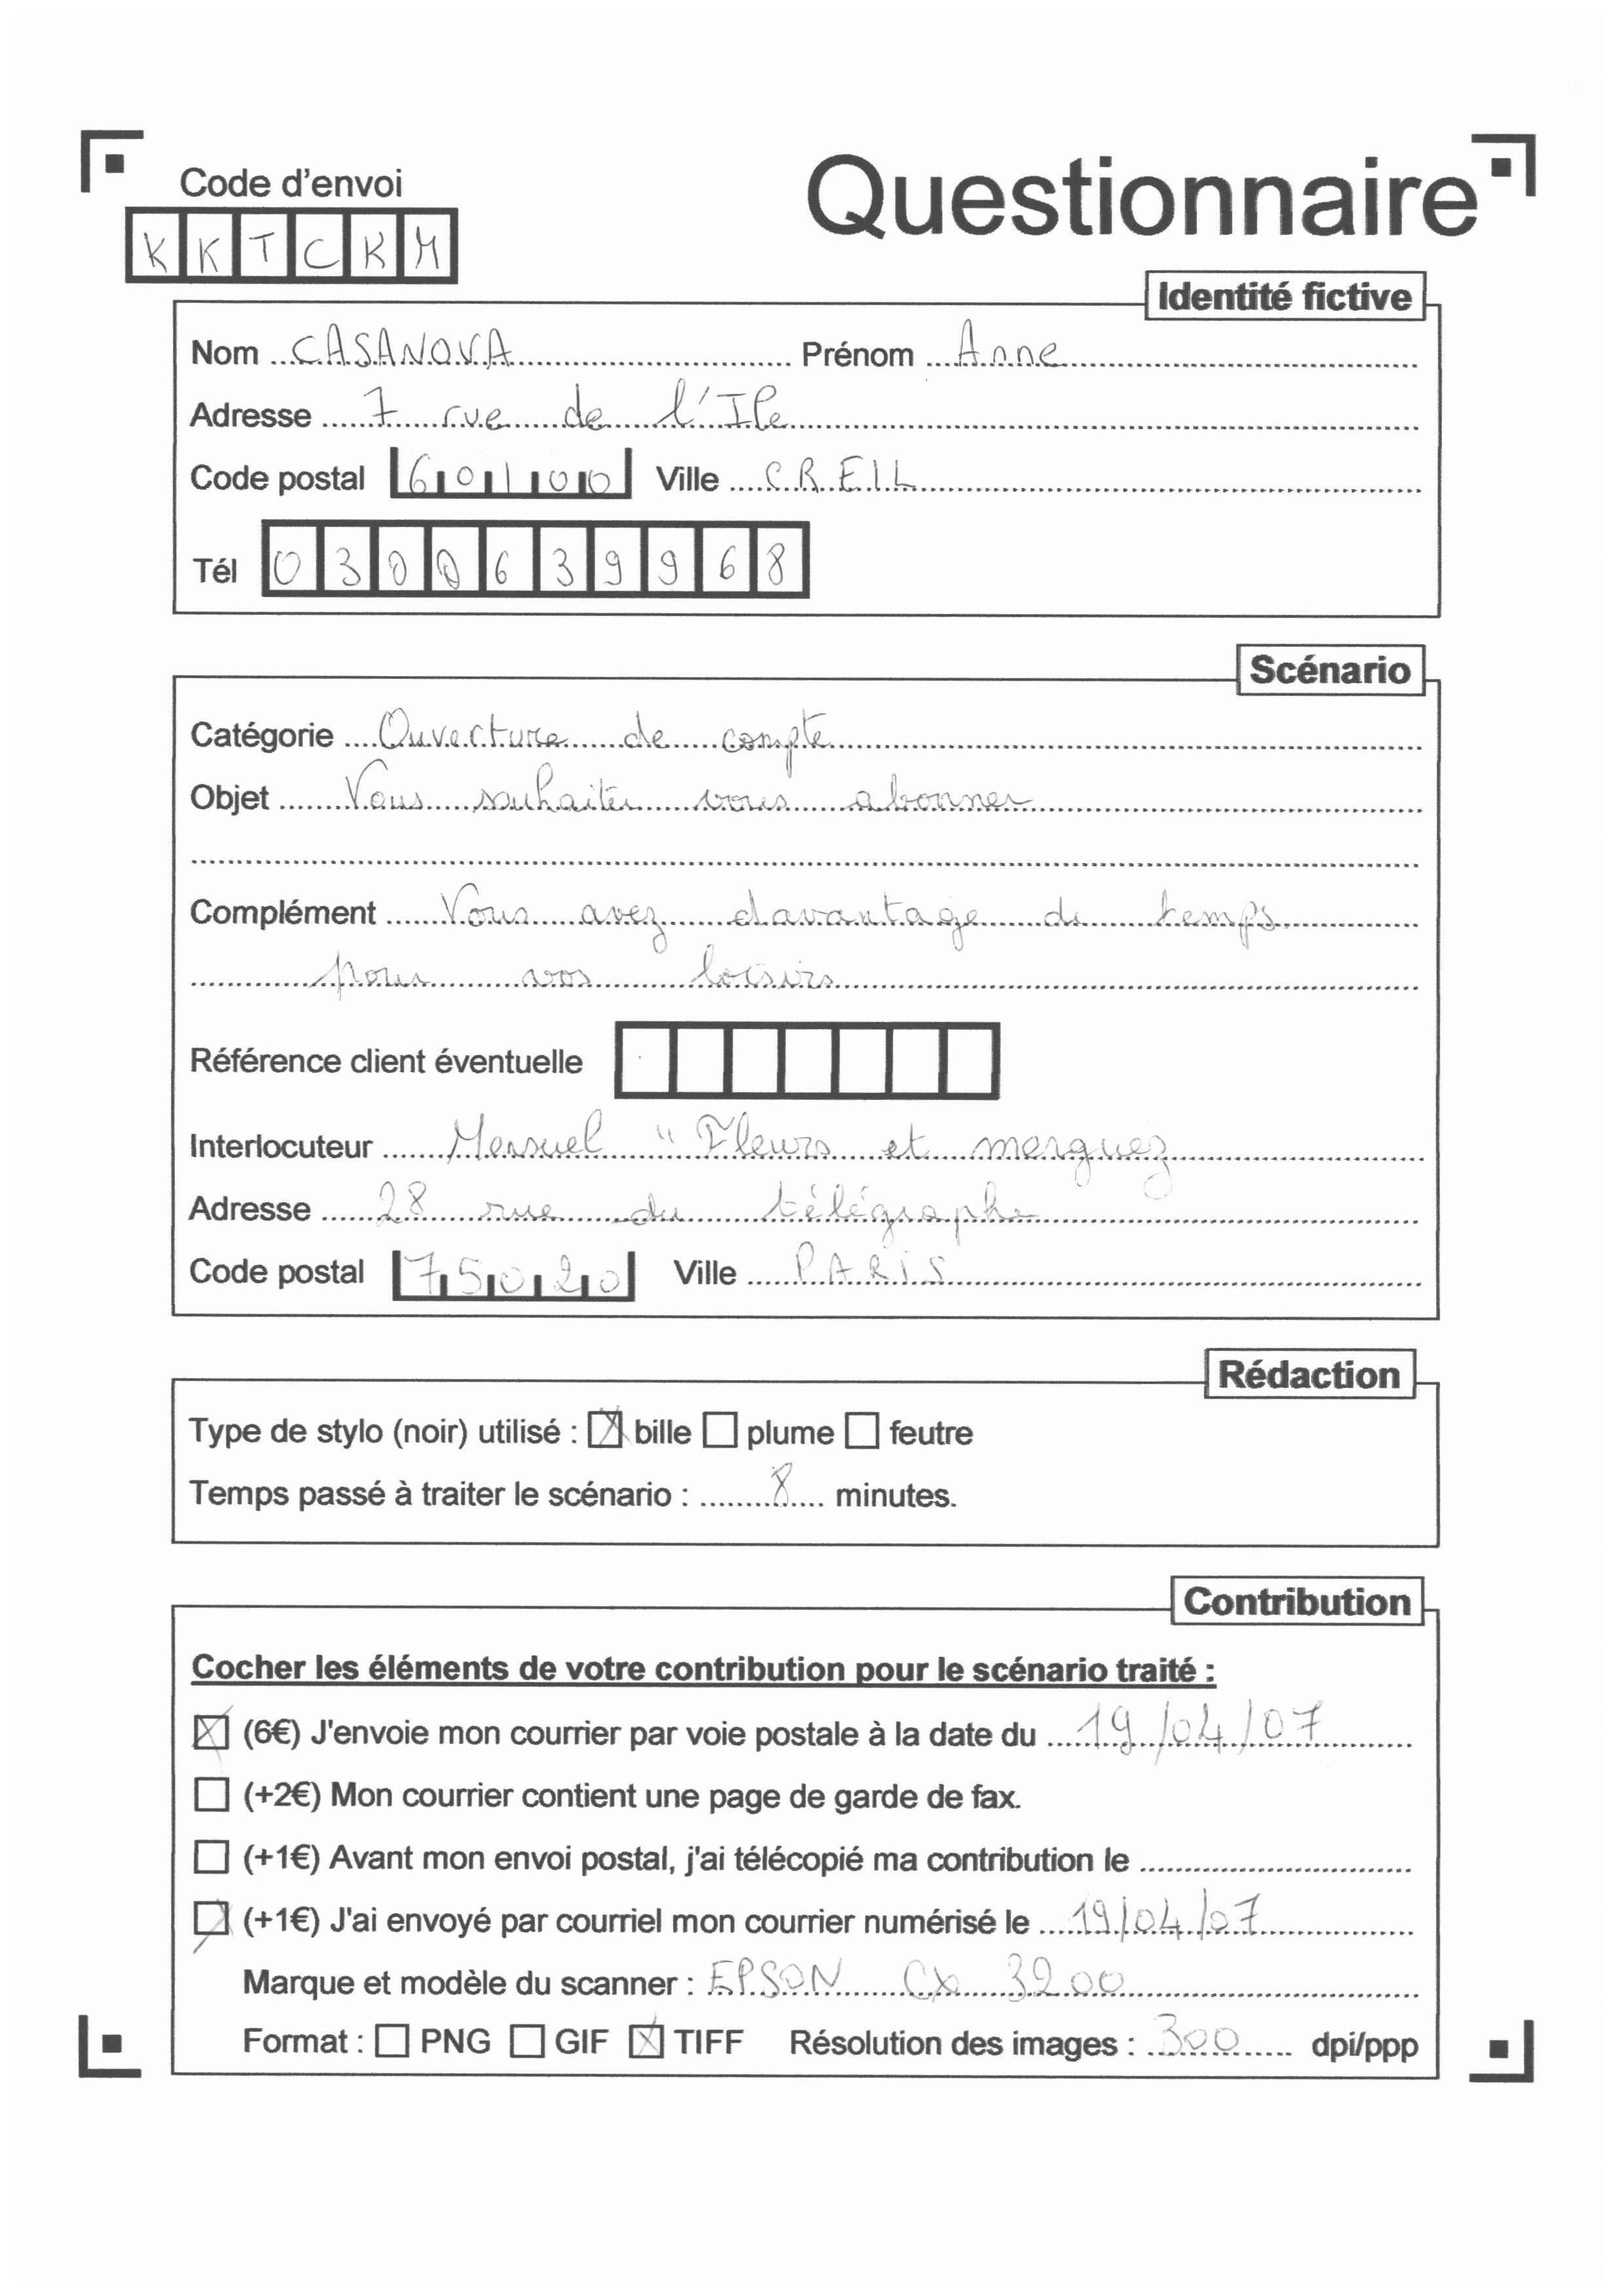 Code d'envoi
Questionnaire
KKTCKM
Identité fictive
Nom CASANOVA Prénom Anne
Adresse 7 rue de l'Ile
Code postal 60100 Ville CREIL
Tél 0300639968
Scénario
Catégorie Ouverture de compte
Objet Vous souhaitez vous abonner
Complément Vous avez davantage de temps
pour vos loisirs
Référence client éventuelle
Interlocuteur Mensuel " Fleurs et merguez
Adresse 28 rue du télégraphe
Code postal 75020 Ville PARIS
Rédaction
Type de stylo (noir) utilisé : bille plume feutre
Temps passé à traiter le scénario : 8 minutes.
Contribution
Cocher les éléments de votre contribution pour le scénario traité :
(6€) J'envoie mon courrier par voie postale à la date du 19/04/07
(+2€) Mon courrier contient une page de garde de fax.
(+1€) Avant mon envoi postal, j'ai télécopié ma contribution le
(+1€) J'ai envoyé par courriel mon courrier numérisé le 19/04/07
Marque et modèle du scanner : EPSON CX 3200
Format : PNG GIF TIFF Résolution des images : 300 dpi/ppp